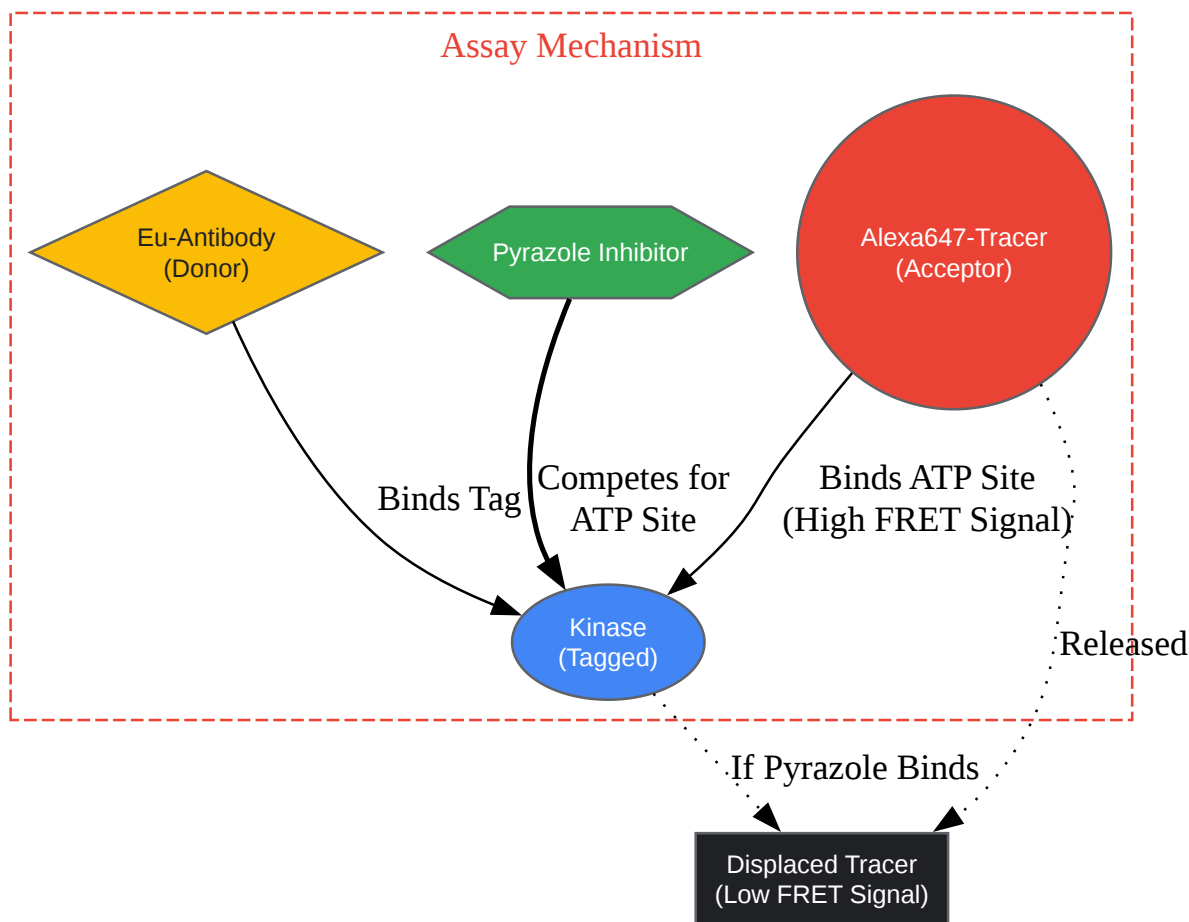 Assay Mechanism
Eu-Antibody
(Donor)
Pyrazole Inhibitor
Alexa647-Tracer
(Acceptor)
Binds Tag
Competes for
ATP Site
Binds ATP Site
(High FRET Signal)
Kinase
(Tagged)
Released
If Pyrazole Binds
Displaced Tracer
(Low FRET Signal)